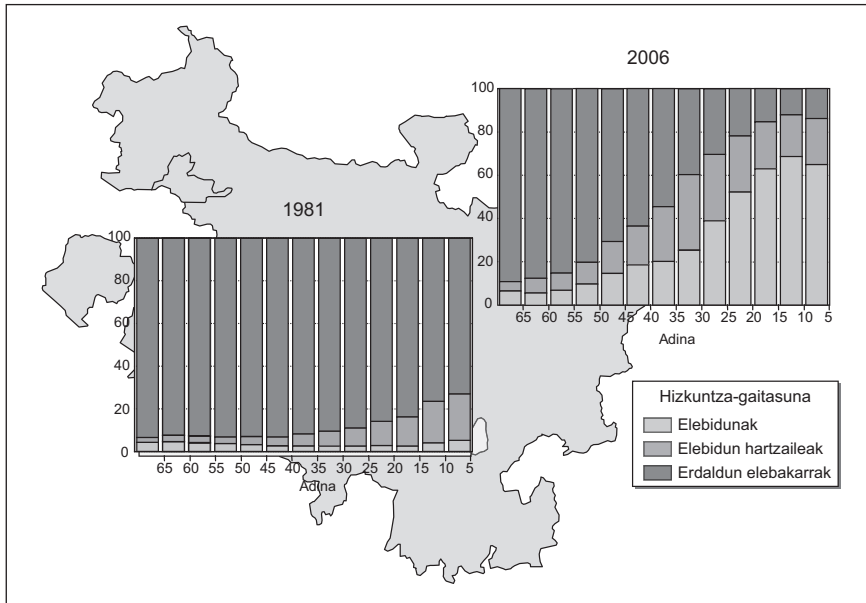 2006
100
80
60
40
20
0
65 60 55 50 45 40 35 30 25 20 15 10 5
Adina
1981
100
80
60
40
20
0
65 60 55 50 45 40 35 30 25 20 15 10 5
Adina
Hizkuntza-gaitasuna
Elebidunak
Elebidun hartzaileak
Erdaldun elebakarrak